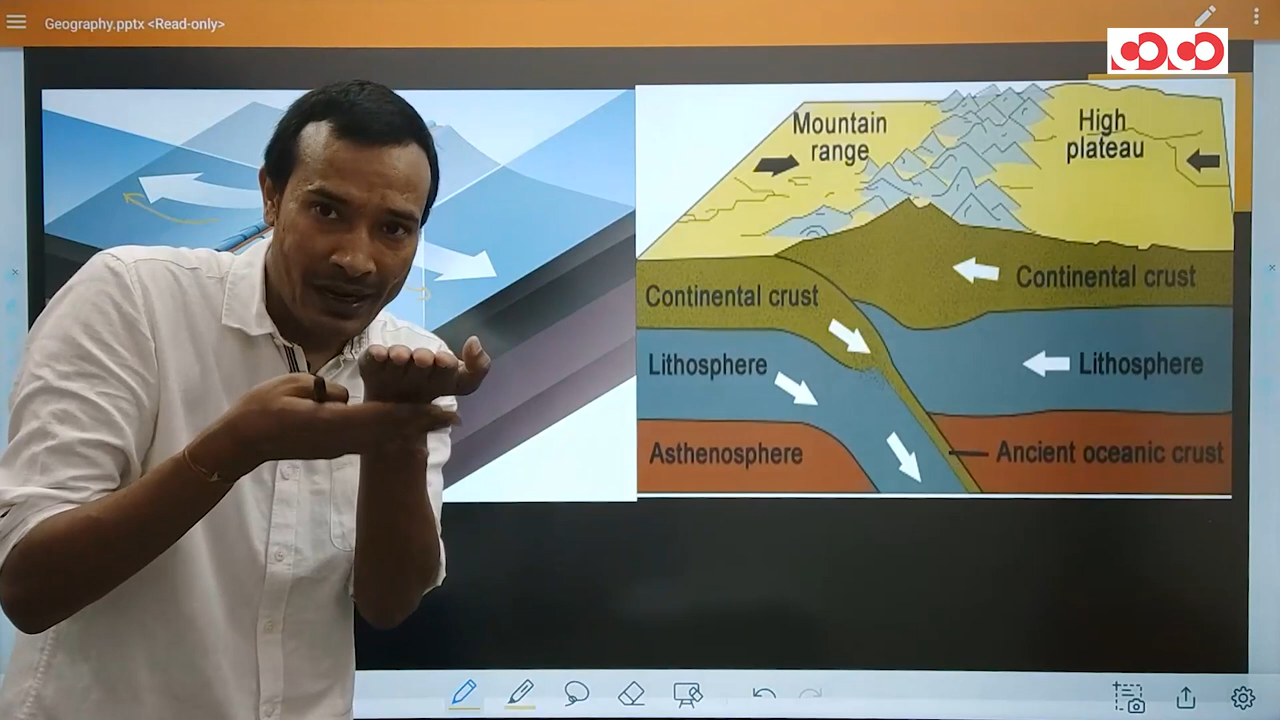 Geography.pptx <Read-only>
Mountain
range
High
plateau
Continental crust
Continental crust
Lithosphere
Lithosphere
Asthenosphere
Ancient oceanic crust